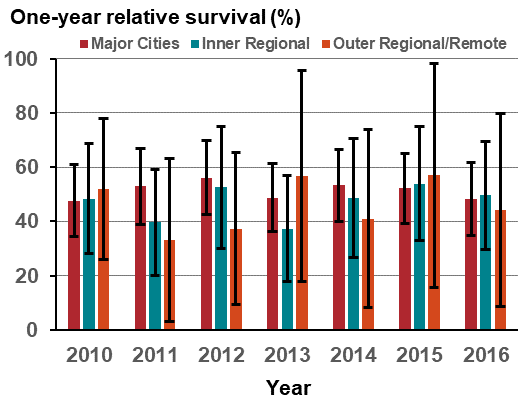 One-year relative survival (%)
Major Cities Inner Regional Outer Regional/Remote
100
80
60
40
20
0
2010 2011 2012 2013 2014 2015 2016
Year